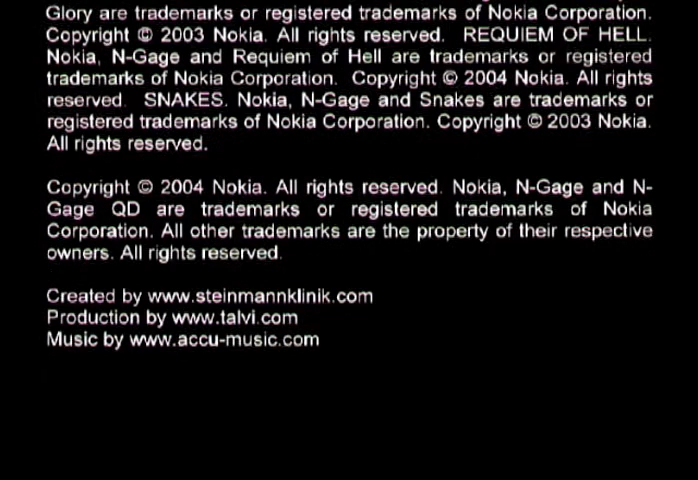 Glory are trademarks or registered trademarks of Nokia Corporation.
Copyright © 2003 Nokia. All rights reserved. REQUIEM OF HELL.
Nokia, N-Gage and Requiem of Hell are trademarks or registered
trademarks of Nokia Corporation. Copyright © 2004 Nokia. All rights
reserved. SNAKES. Nokia, N-Gage and Snakes are trademarks or
registered trademarks of Nokia Corporation. Copyright © 2003 Nokia.
All rights reserved.
Copyright © 2004 Nokia. All rights reserved. Nokia, N-Gage and N-
Gage QD are trademarks or registered trademarks of Nokia
Corporation. All other trademarks are the property of their respective
owners. All rights reserved.
Created by www.steinmannklinik.com
Production by www.talvi.com
Music by www.accu-music.com